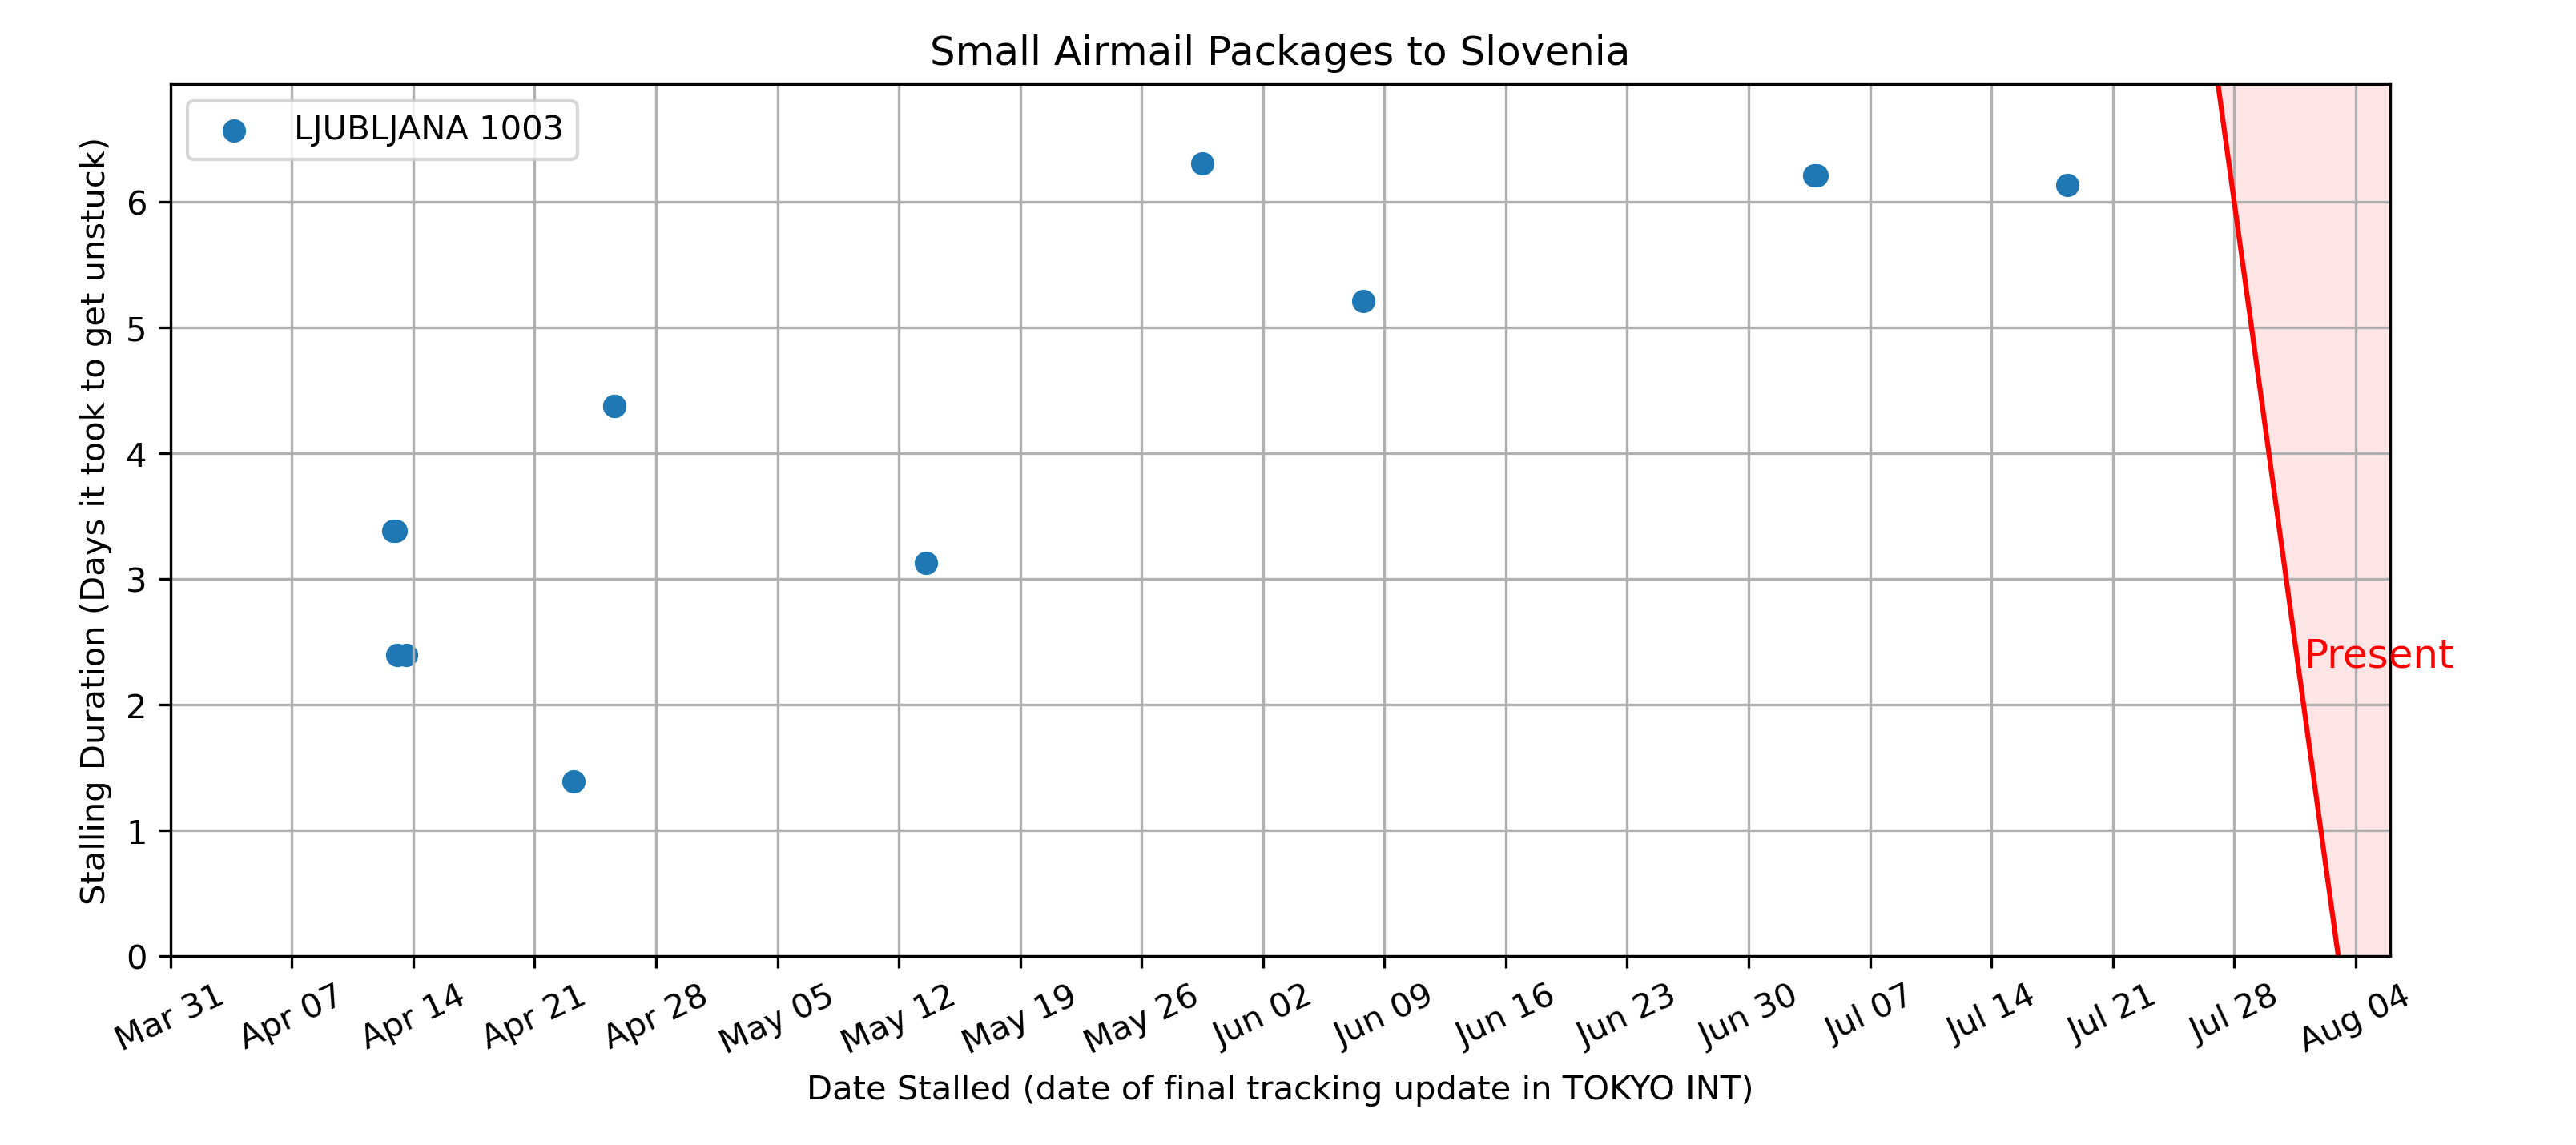 Small Airmail Packages to Slovenia
LJUBLJANA 1003
Stalling Duration (Days it took to get unstuck)
6
5
4
3
2
1
0
Present
Mar 31
Apr 07
Apr 14
Apr 21
Apr 28
May 05
May 12
May 19
May 26
Jun 02
Jun 09
Jun 16
Jun 23
Jun 30
Jul 07
Jul 14
Jul 21
Jul 28
Aug 04
Date Stalled (date of final tracking update in TOKYO INT)